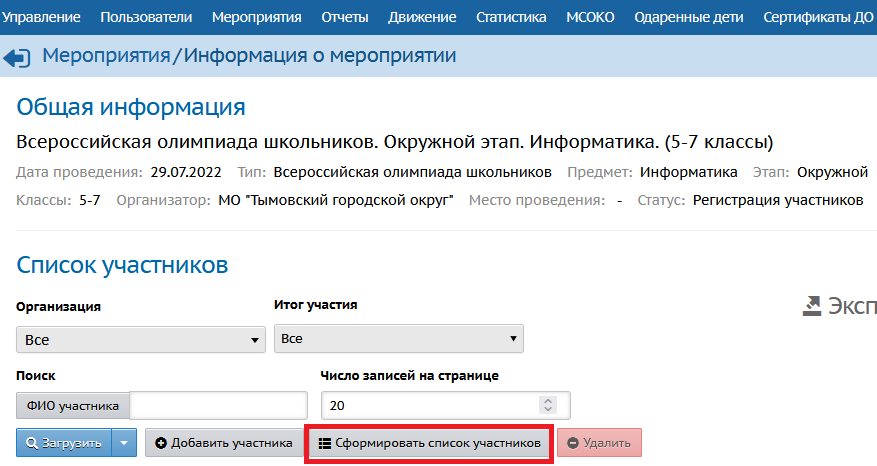 Управление Пользователи Мероприятия Отчеты Движение Статистика МСОКО Одаренные дети Сертификаты ДО
Мероприятия/Информация о мероприятии
Общая информация
Всероссийская олимпиада школьников. Окружной этап. Информатика. (5-7 классы)
Дата проведения: 29.07.2022 Тип: Всероссийская олимпиада школьников Предмет: Информатика Этап: Окружной
Классы: 5-7 Организатор: МО "Тымовский городской округ" Место проведения: - Статус: Регистрация участников
Список участников
Организация Итог участия
Эксп
Все Все
Поиск Число записей на странице
ФИО участника 20
Загрузить Добавить участника Сформировать список участников Удалить